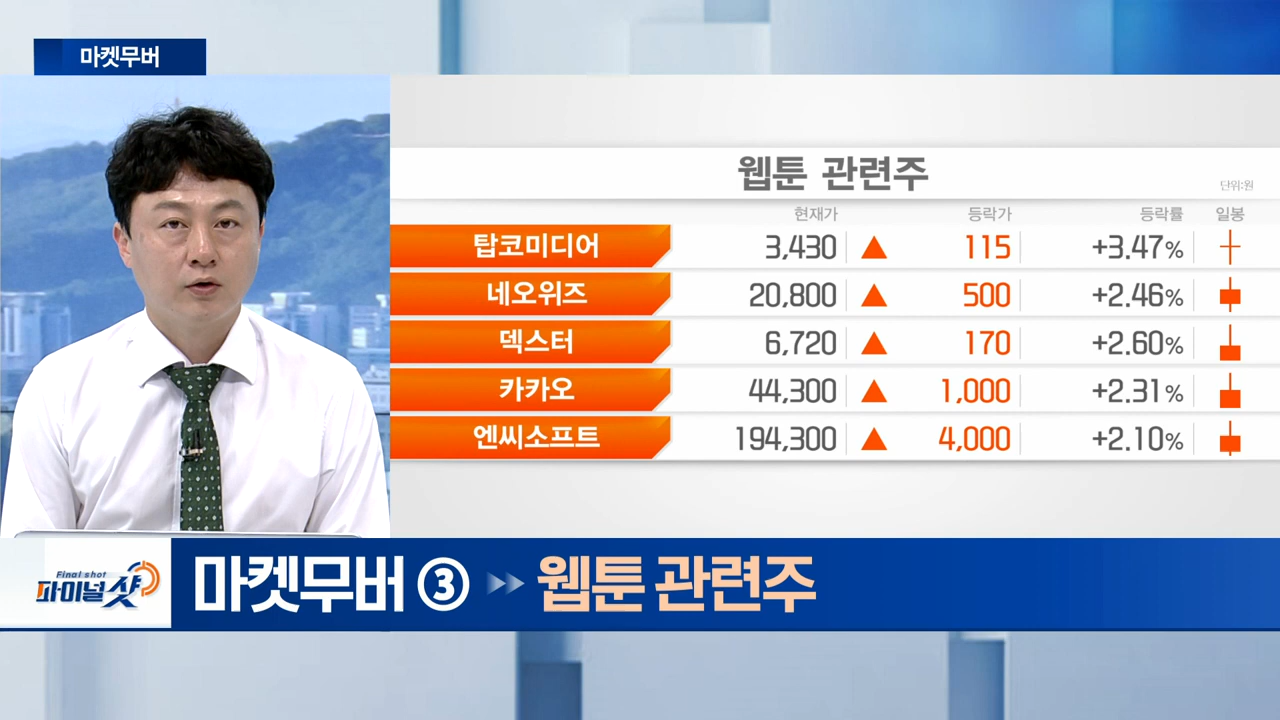 마켓무버
웹툰 관련주
단위:원
현재가 등락가 등락률 일봉
탑코미디어 3,430 ▲ 115 +3.47%
네오위즈 20,800 ▲ 500 +2.46%
덱스터 6,720 ▲ 170 +2.60%
카카오 44,300 ▲ 1,000 +2.31%
엔씨소프트 194,300 ▲ 4,000 +2.10%
Final shot
파이널샷
마켓무버 ③ 웹툰 관련주